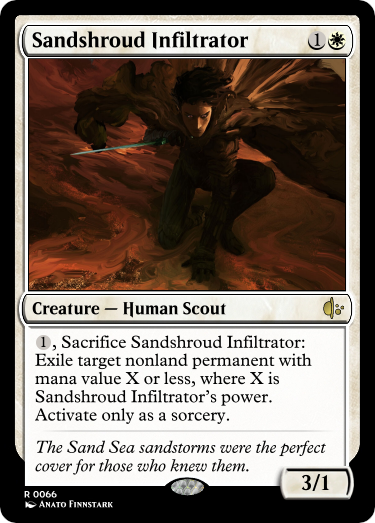 Sandshroud Infiltrator 1
Creature — Human Scout
1, Sacrifice Sandshroud Infiltrator:
Exile target nonland permanent with
mana value X or less, where X is
Sandshroud Infiltrator's power.
Activate only as a sorcery.
The Sand Sea sandstorms were the perfect
cover for those who knew them.
3/1
R 0066
Anato Finnstark